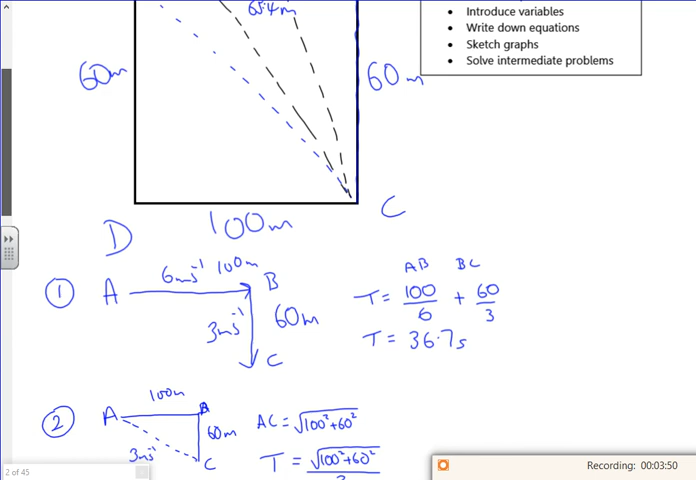 65.4m
60m
60m
• Introduce variables
• Write down equations
• Sketch graphs
• Solve intermediate problems
D
100m
C
① A
6ms⁻¹ 100m
B
3ms⁻¹
60m
C
AB BC
T = 100/6 + 60/3
T = 36.7s
② A
100m
B
60m
3ms⁻¹
C
AC = √100²+60²
T = √100²+60²
2 of 45
Recording: 00:03:50